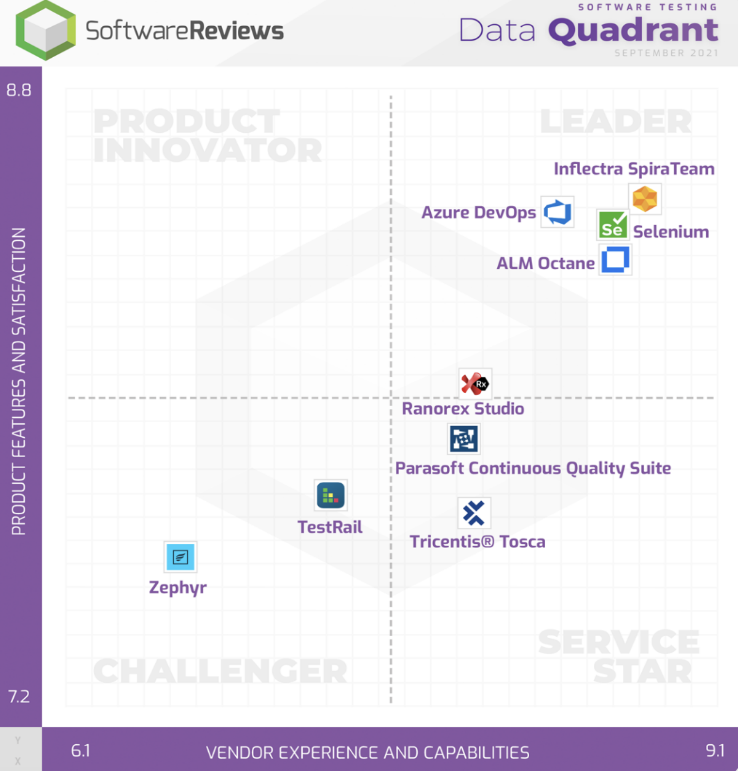 SoftwareReviews
SOFTWARE TESTING
Data Quadrant
SEPTEMBER 2021
8.8
PRODUCT
INNOVATOR
LEADER
Inflectra SpiraTeam
Azure DevOps
Se
Selenium
ALM Octane
PRODUCT FEATURES AND SATISFACTION
Rx
Ranorex Studio
Parasoft Continuous Quality Suite
TestRail
Tricentis® Tosca
Zephyr
SERVICE
STAR
CHALLENGER
7.2
Y
X
6.1
VENDOR EXPERIENCE AND CAPABILITIES
9.1